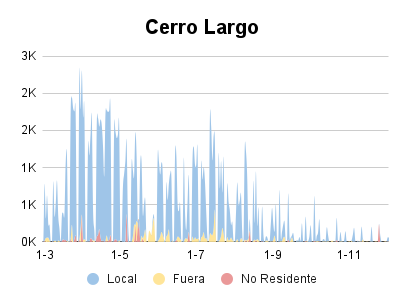 Cerro Largo
3K
2K
2K
1K
1K
0K
1-3 1-5 1-7 1-9 1-11
Local Fuera No Residente